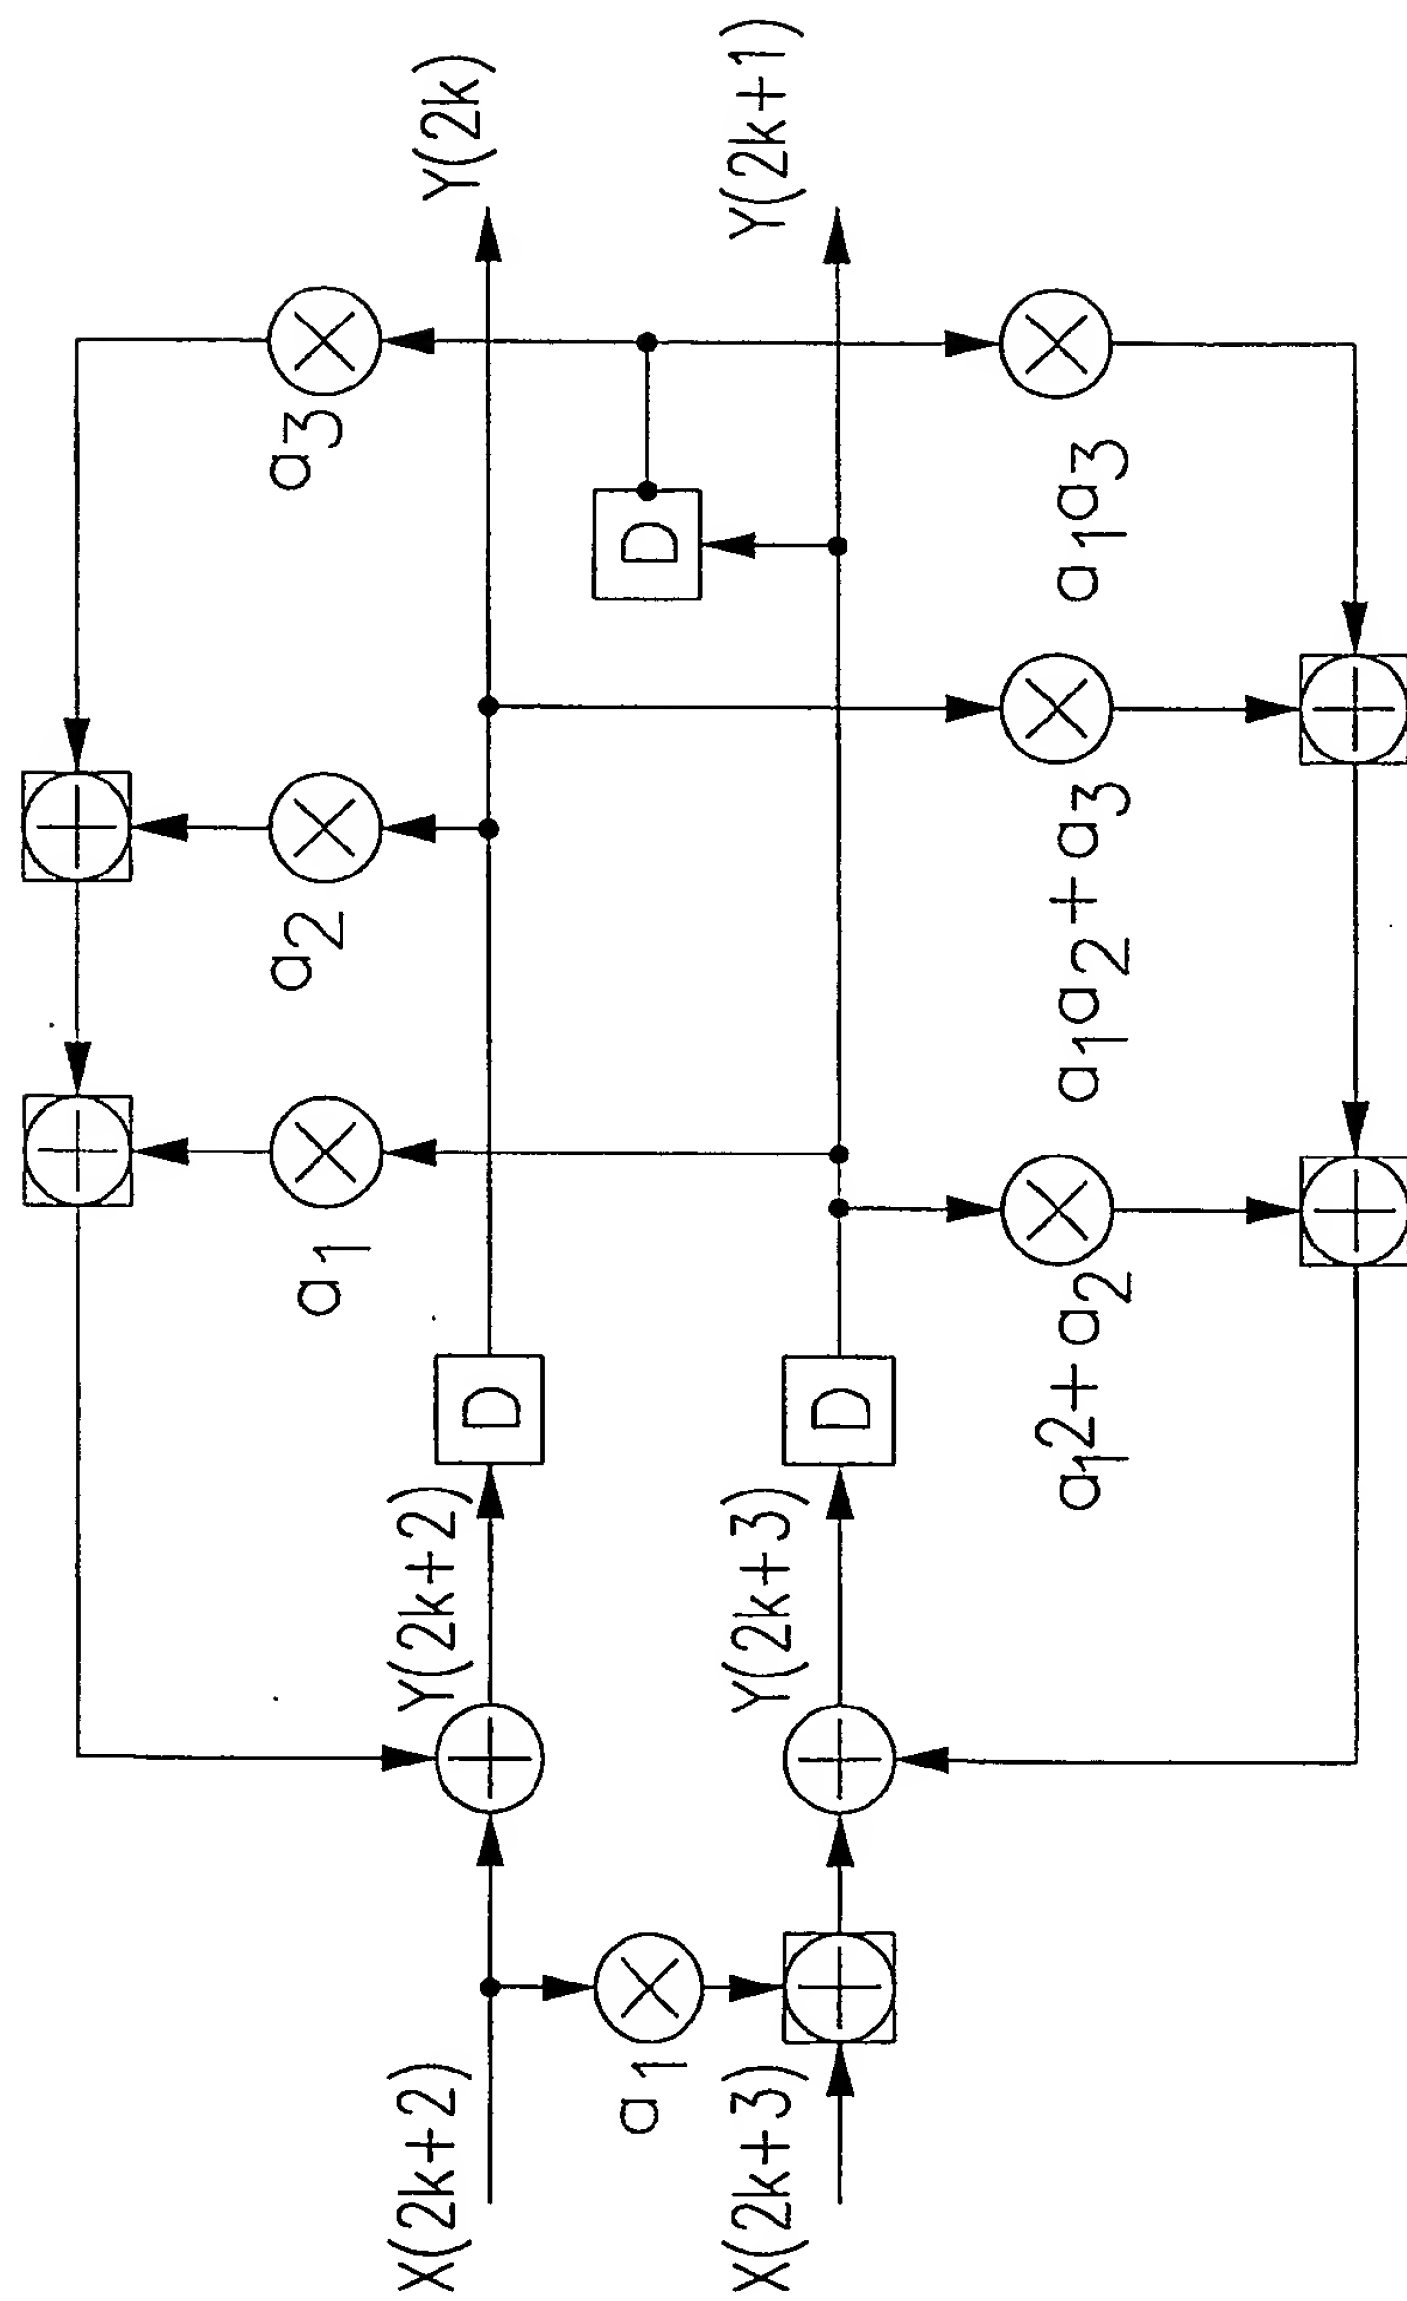 a3
Y(2k)
a2
a1
D
Y(2k+2)
X(2k+2)
D
Y(2k+1)
a1
D
Y(2k+3)
X(2k+3)
a12+a2
a1a2+a3
a1a3